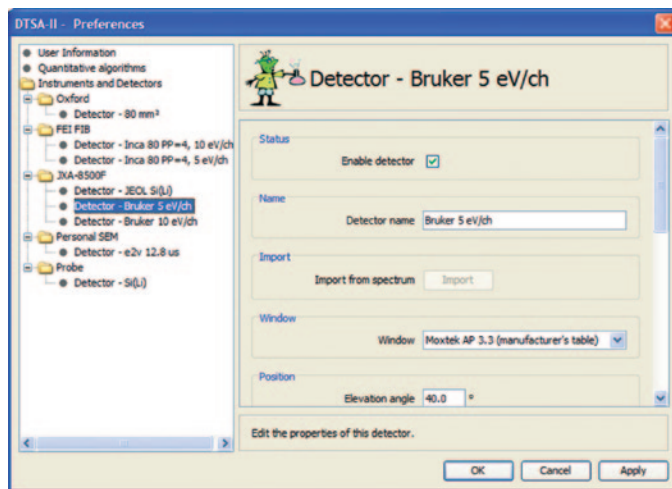 DTSA-II - Preferences
User Information
Quantitative algorithms
Instruments and Detectors
Oxford
Detector - 80 mm²
FEI FIB
Detector - Inca 80 PP=4, 10 eV/ch
Detector - Inca 80 PP=4, 5 eV/ch
JXA-8500F
Detector - JEOL Si(Li)
Detector - Bruker 5 eV/ch
Detector - Bruker 10 eV/ch
Personal SEM
Detector - e2v 12.8 us
Probe
Detector - Si(Li)
Detector - Bruker 5 eV/ch
Status
Enable detector
Name
Detector name Bruker 5 eV/ch
Import
Import from spectrum Import
Window
Window Moxtek AP 3.3 (manufacturer's table)
Position
Elevation angle 40.0 °
Edit the properties of this detector.
OK Cancel Apply